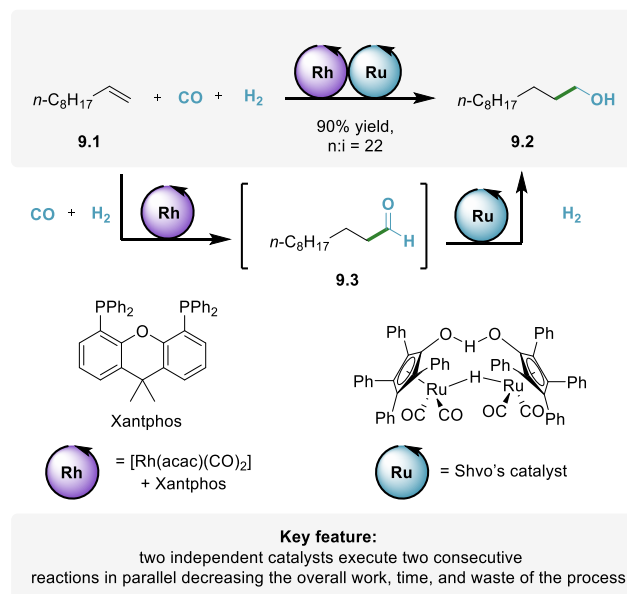 Rh Ru
n-C8H17 + CO + H2 n-C8H17 OH
90% yield,
n:i = 22
9.1 9.2
CO + H2 Rh Ru H2
O
n-C8H17 H
9.3
PPh2 PPh2
O
Xantphos
Ph O H O Ph
Ph Ph Ph Ph
Ph Ru H Ru Ph
OC CO OC CO
Rh = [Rh(acac)(CO)2]
+ Xantphos
Ru = Shvo's catalyst
Key feature:
two independent catalysts execute two consecutive
reactions in parallel decreasing the overall work, time, and waste of the process